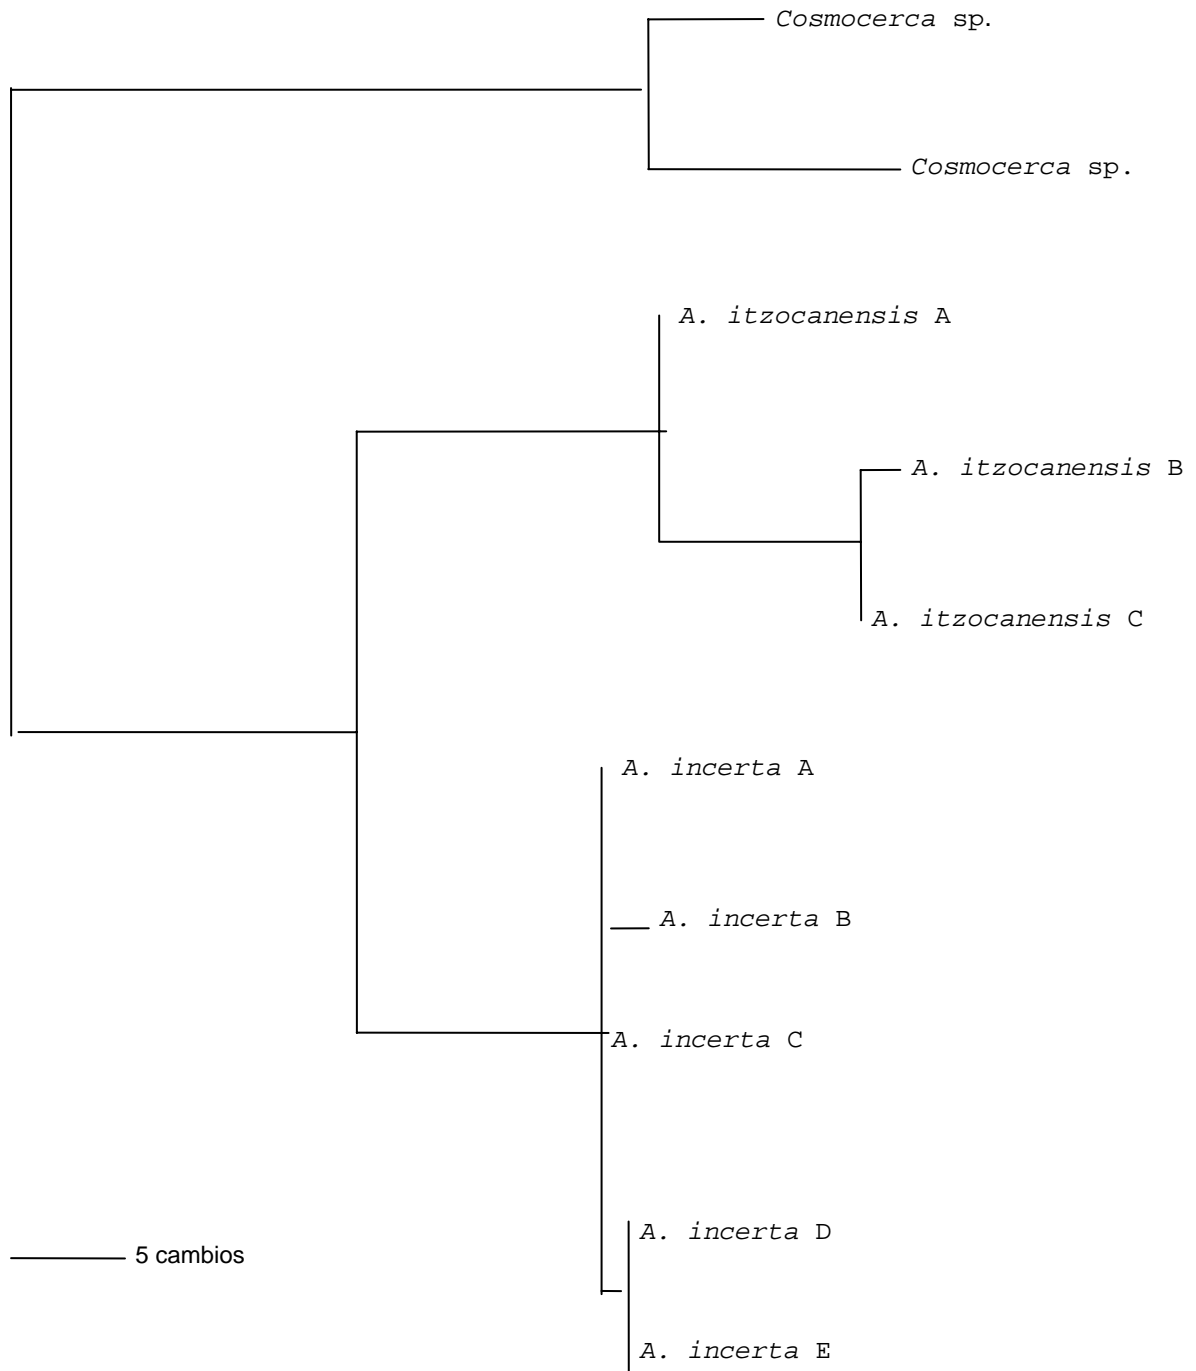 Cosmocerca sp.
Cosmocerca sp.
A. itzocanensis A
A. itzocanensis B
A. itzocanensis C
A. incerta A
A. incerta B
A. incerta C
A. incerta D
5 cambios
A. incerta E